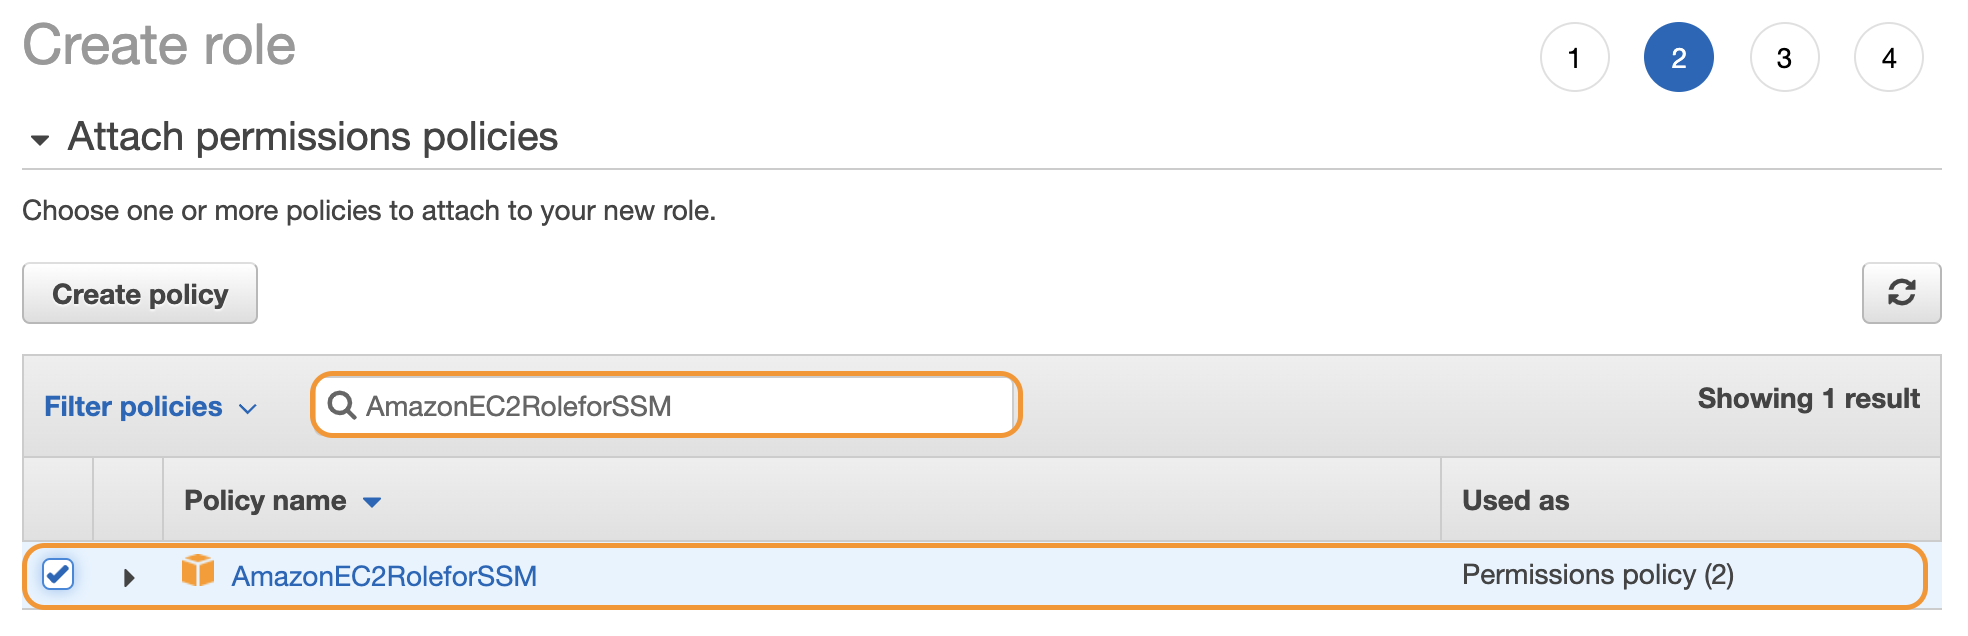 Create role
1 2 3 4
Attach permissions policies
Choose one or more policies to attach to your new role.
Create policy
Filter policies AmazonEC2RoleforSSM Showing 1 result
Policy name Used as
AmazonEC2RoleforSSM Permissions policy (2)